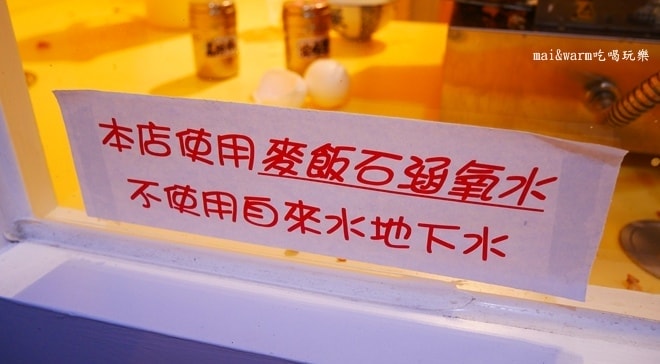 mai&warm吃喝玩樂
本店使用麥飯石涵氧水
不使用自來水地下水